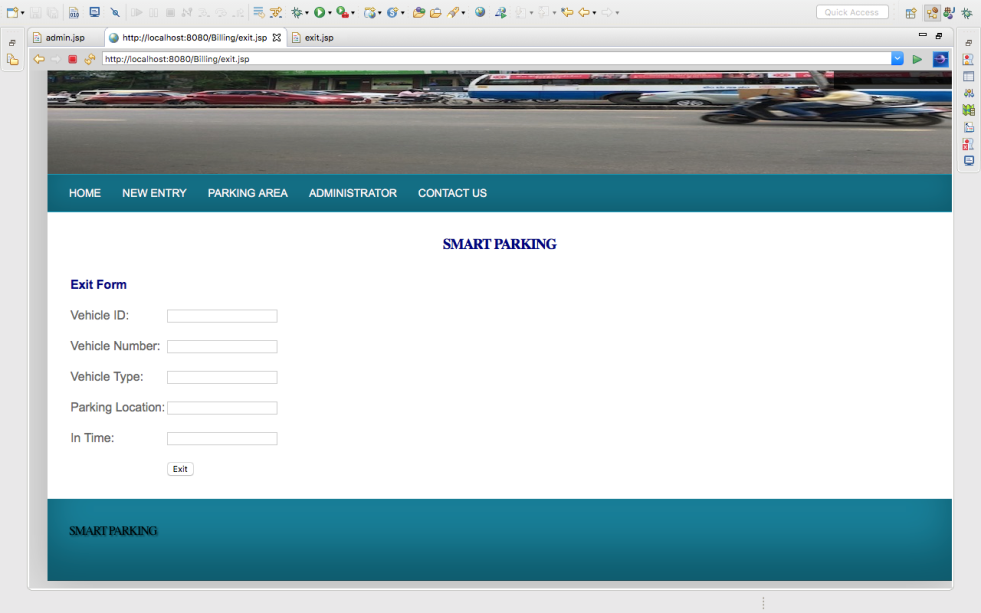 Quick Access
admin.jsp
http://localhost:8080/Billing/exit.jsp
exit.jsp
http://localhost:8080/Billing/exit.jsp
HOME NEW ENTRY PARKING AREA ADMINISTRATOR CONTACT US
SMART PARKING
Exit Form
Vehicle ID:
Vehicle Number:
Vehicle Type:
Parking Location:
In Time:
Exit
SMART PARKING